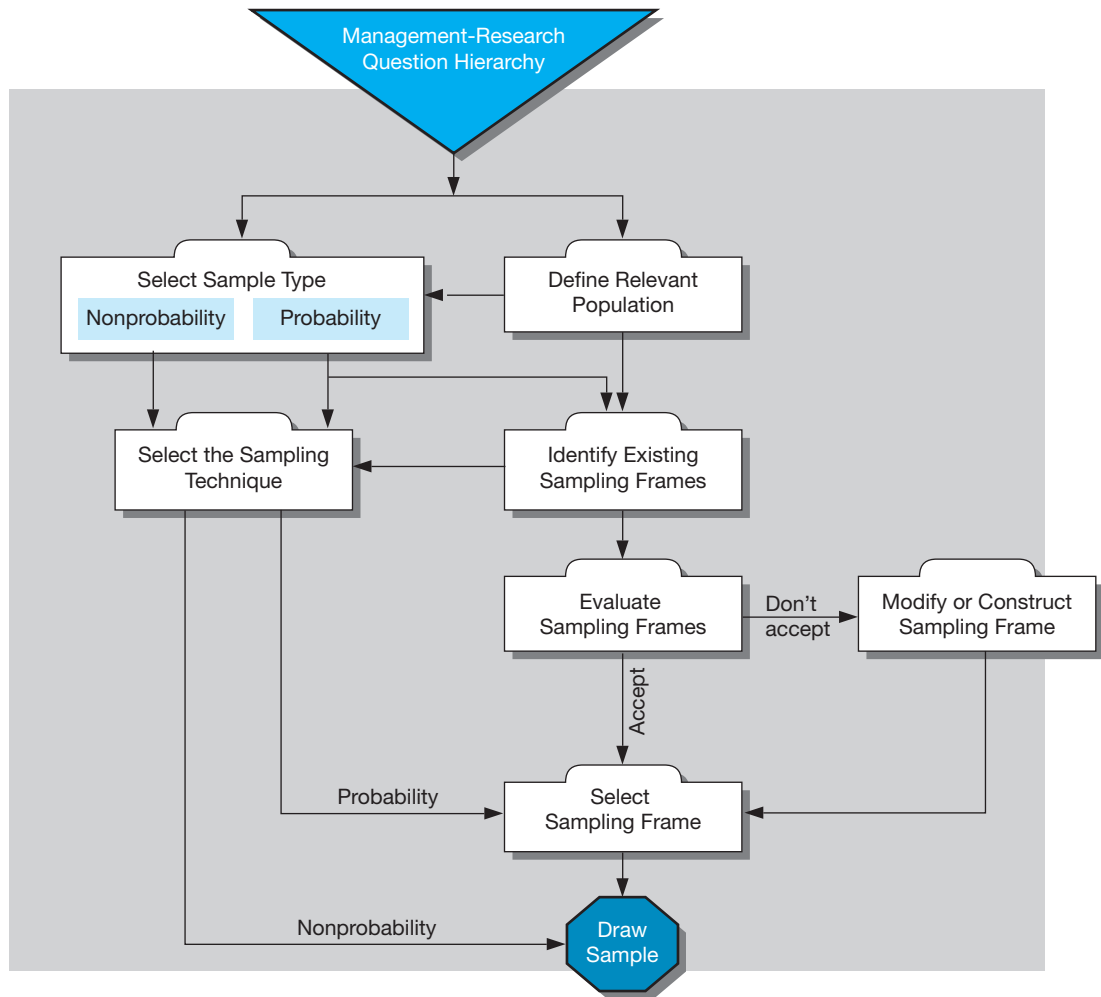 Management-Research
Question Hierarchy
Select Sample Type
Nonprobability
Probability
Define Relevant
Population
Select the Sampling
Technique
Identify Existing
Sampling Frames
Evaluate
Sampling Frames
Don't
accept
Modify or Construct
Sampling Frame
Accept
Probability
Select
Sampling Frame
Nonprobability
Draw
Sample